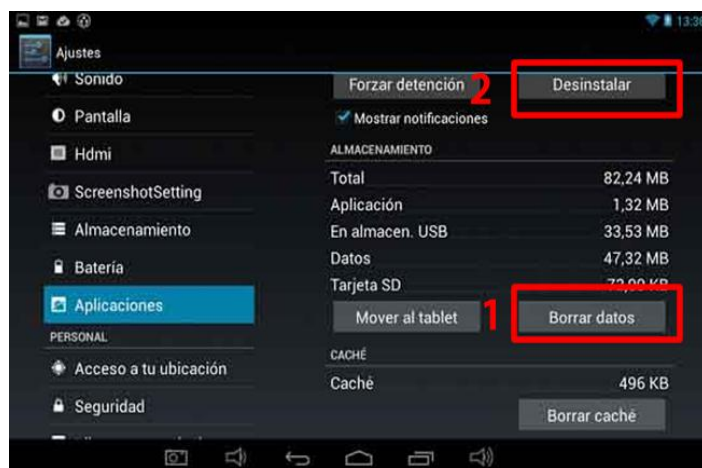 13:36
Ajustes
Sonido
Pantalla
Hdmi
ScreenshotSetting
Almacenamiento
Batería
Aplicaciones
PERSONAL
Acceso a tu ubicación
Seguridad
Forzar detención
2
Desinstalar
Mostrar notificaciones
ALMACENAMIENTO
Total 82,24 MB
Aplicación 1,32 MB
En almacen. USB 33,53 MB
Datos 47,32 MB
Tarjeta SD
Mover al tablet
1
Borrar datos
CACHÉ
Caché 496 KB
Borrar caché